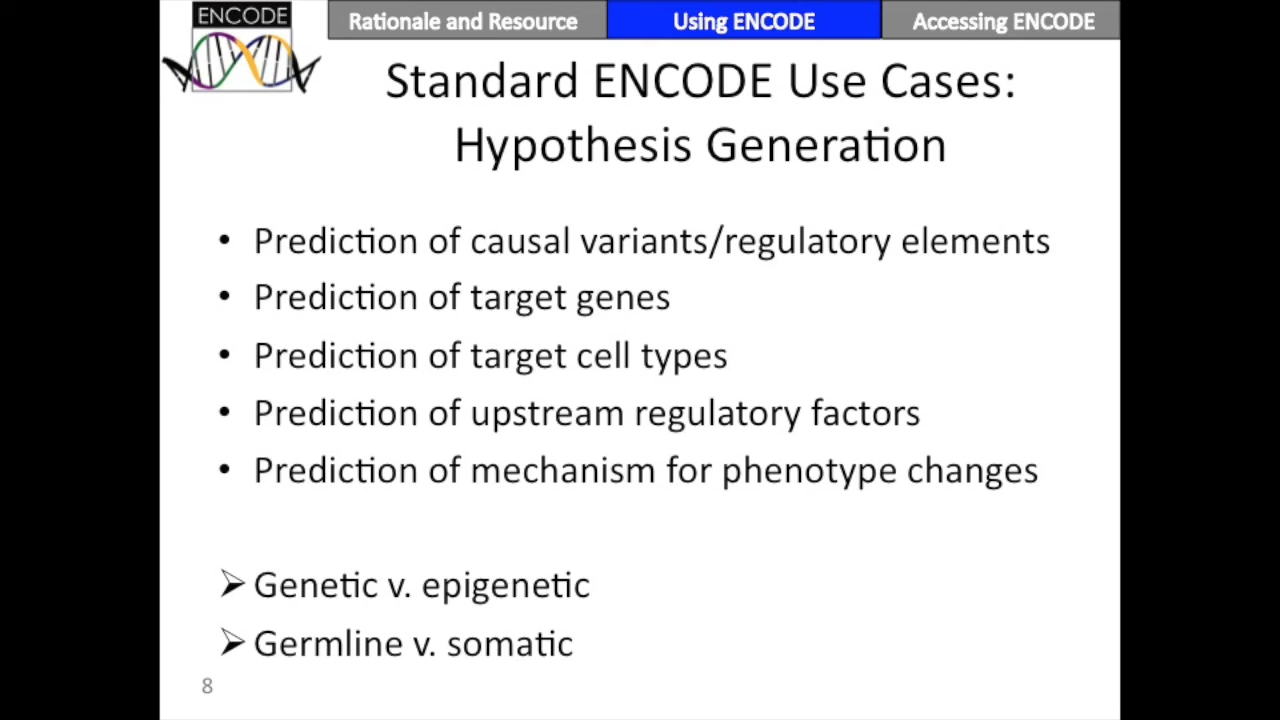 ENCODE
Rationale and Resource
Using ENCODE
Accessing ENCODE
Standard ENCODE Use Cases:
Hypothesis Generation
• Prediction of causal variants/regulatory elements
• Prediction of target genes
• Prediction of target cell types
• Prediction of upstream regulatory factors
• Prediction of mechanism for phenotype changes
➢ Genetic v. epigenetic
➢ Germline v. somatic
8